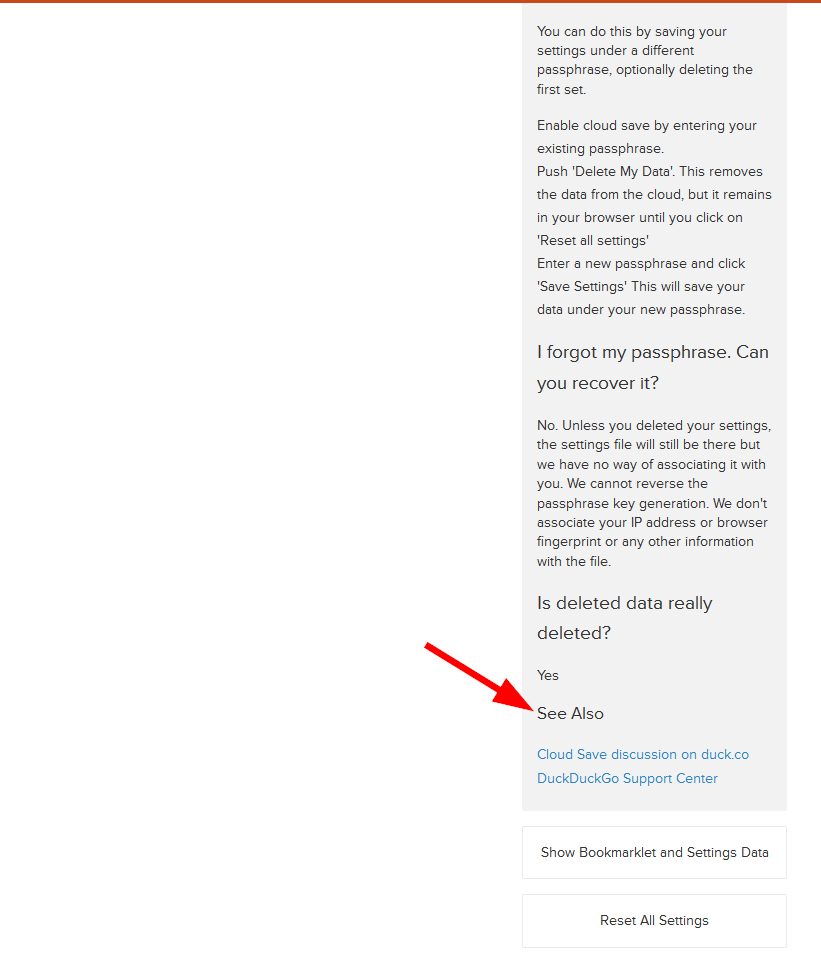 You can do this by saving your
settings under a different
passphrase, optionally deleting the
first set.
Enable cloud save by entering your
existing passphrase.
Push 'Delete My Data'. This removes
the data from the cloud, but it remains
in your browser until you click on
'Reset all settings'
Enter a new passphrase and click
'Save Settings' This will save your
data under your new passphrase.
I forgot my passphrase. Can
you recover it?
No. Unless you deleted your settings,
the settings file will still be there but
we have no way of associating it with
you. We cannot reverse the
passphrase key generation. We don't
associate your IP address or browser
fingerprint or any other information
with the file.
Is deleted data really
deleted?
Yes
See Also
Cloud Save discussion on duck.co
DuckDuckGo Support Center
Show Bookmarklet and Settings Data
Reset All Settings